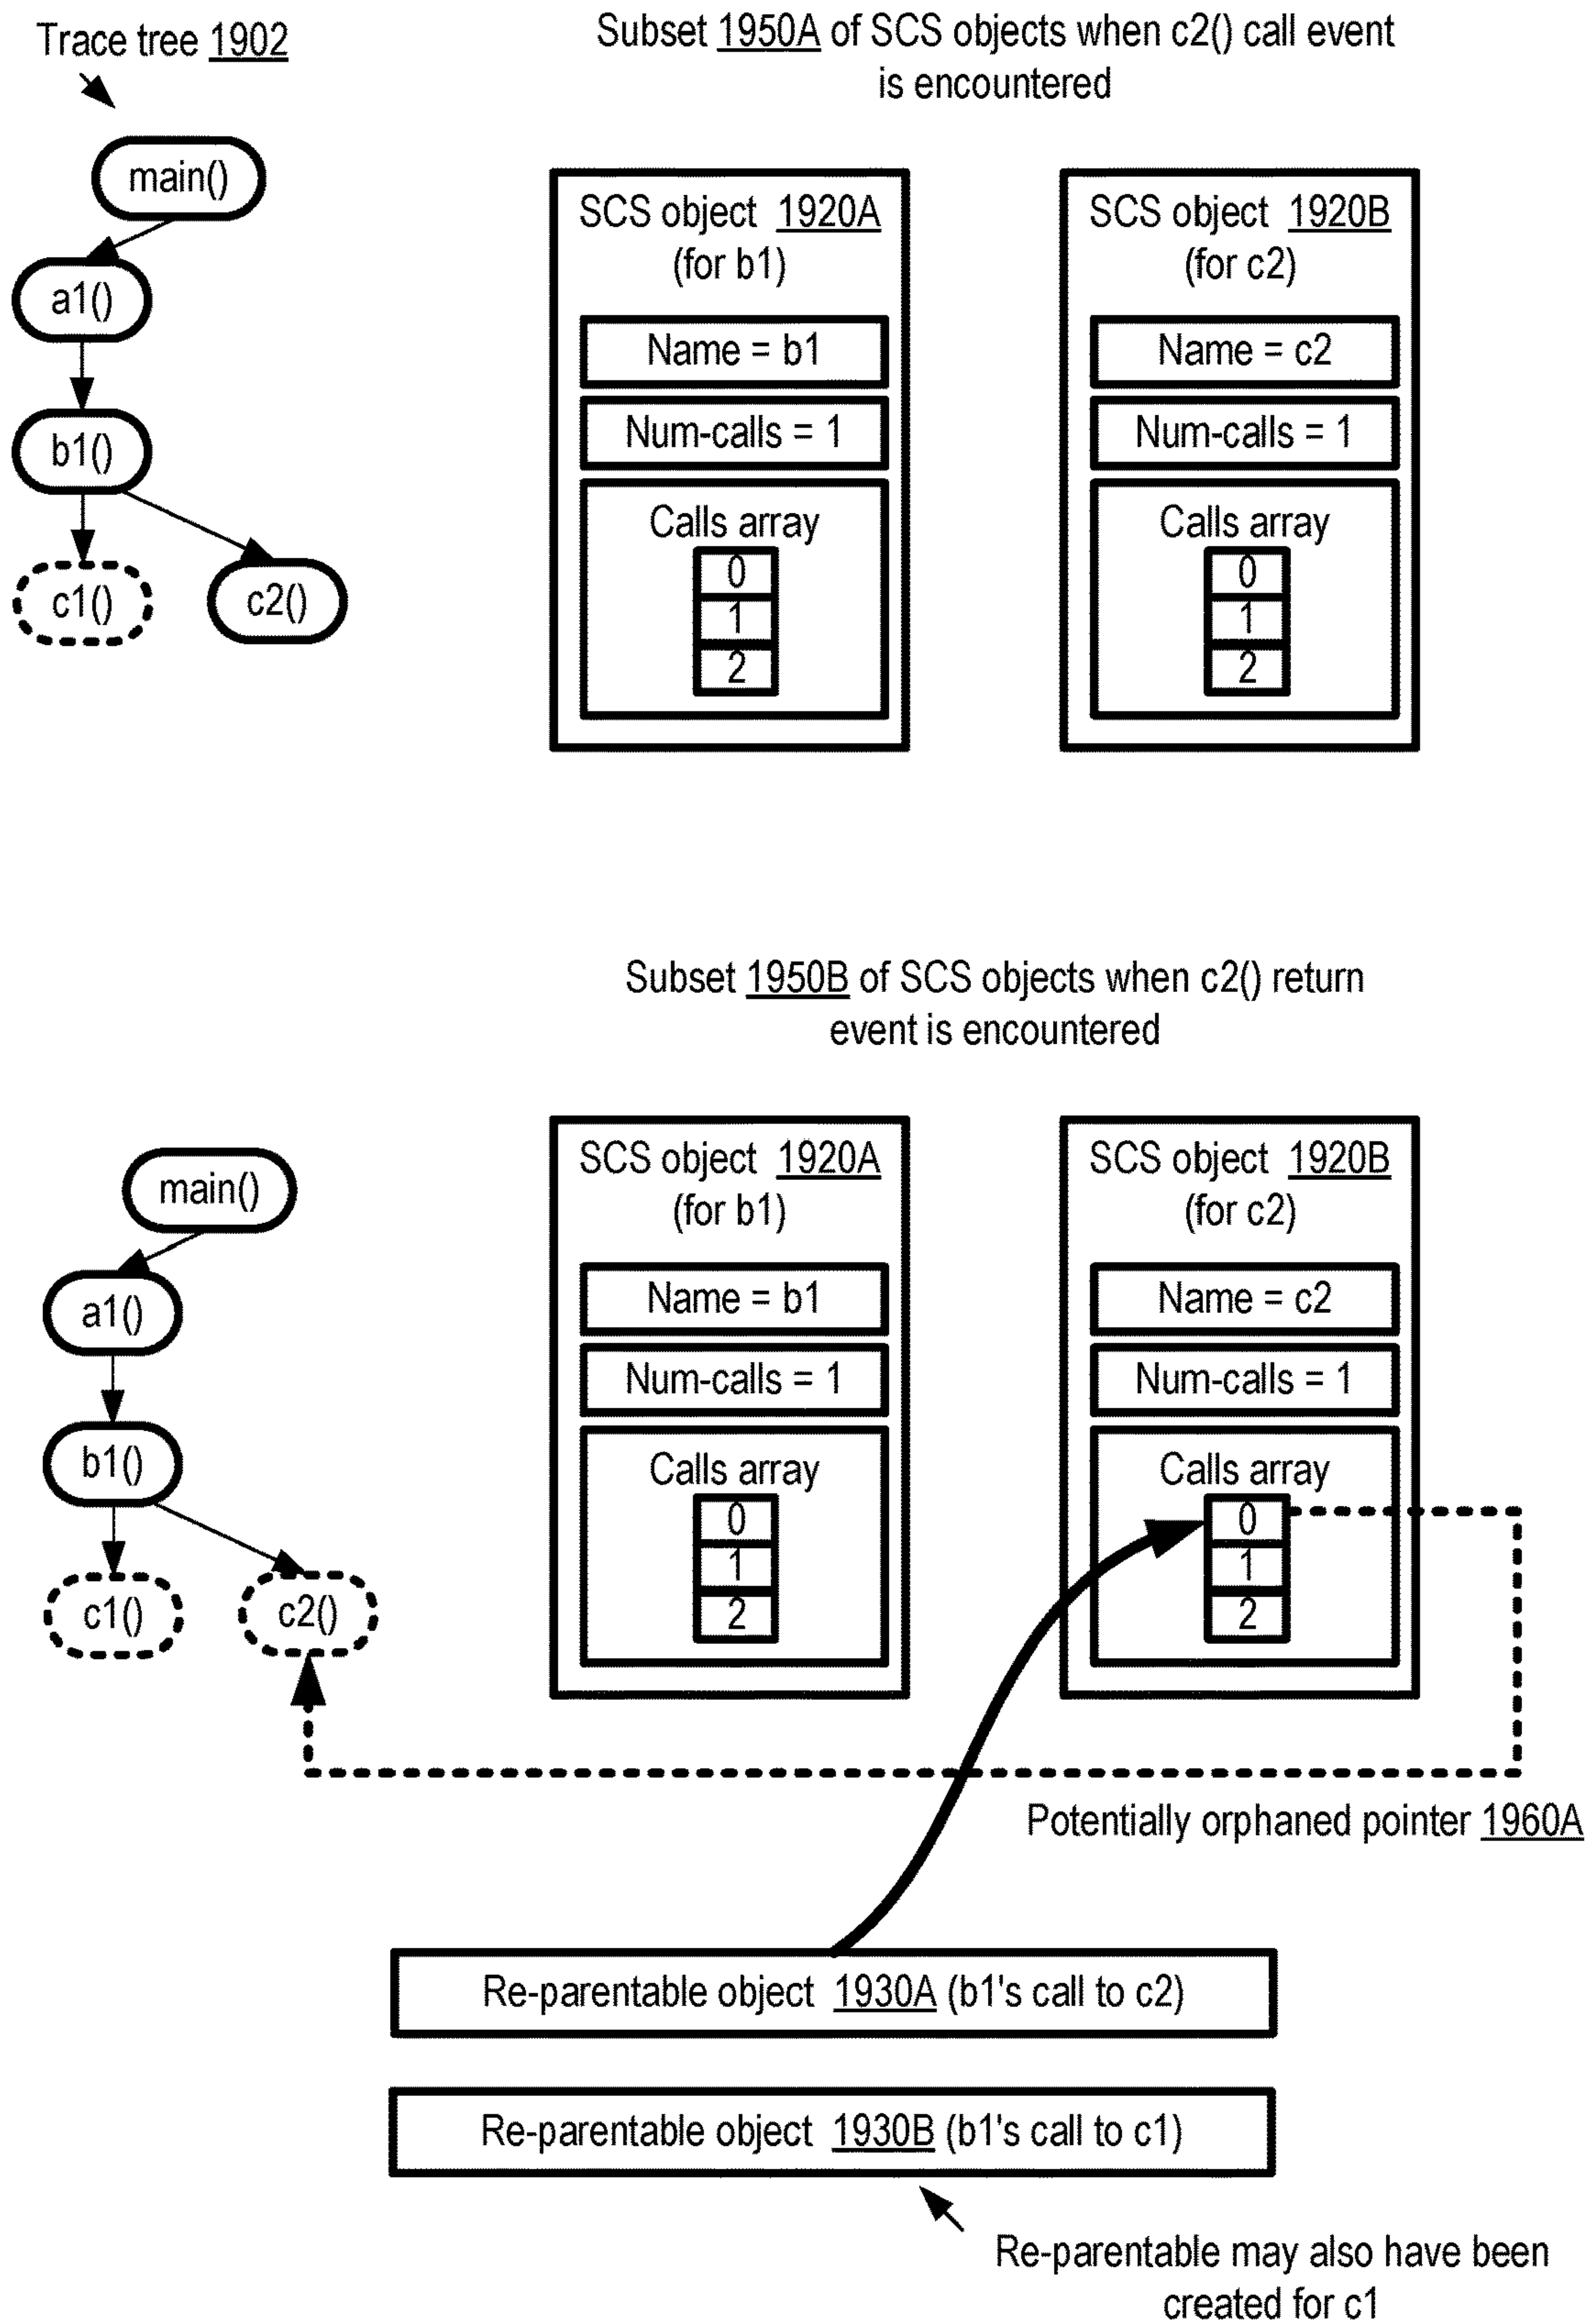 Trace tree 1902
Subset 1950A of SCS objects when c2() call event
is encountered
main()
a1()
b1()
c1()
c2()
SCS object 1920A
(for b1)
Name = b1
Num-calls = 1
Calls array
0
1
2
SCS object 1920B
(for c2)
Name = c2
Num-calls = 1
Calls array
0
1
2
Subset 1950B of SCS objects when c2() return
event is encountered
main()
a1()
b1()
c1()
c2()
SCS object 1920A
(for b1)
Name = b1
Num-calls = 1
Calls array
0
1
2
SCS object 1920B
(for c2)
Name = c2
Num-calls = 1
Calls array
0
1
2
Potentially orphaned pointer 1960A
Re-parentable object 1930A (b1's call to c2)
Re-parentable object 1930B (b1's call to c1)
Re-parentable may also have been
created for c1